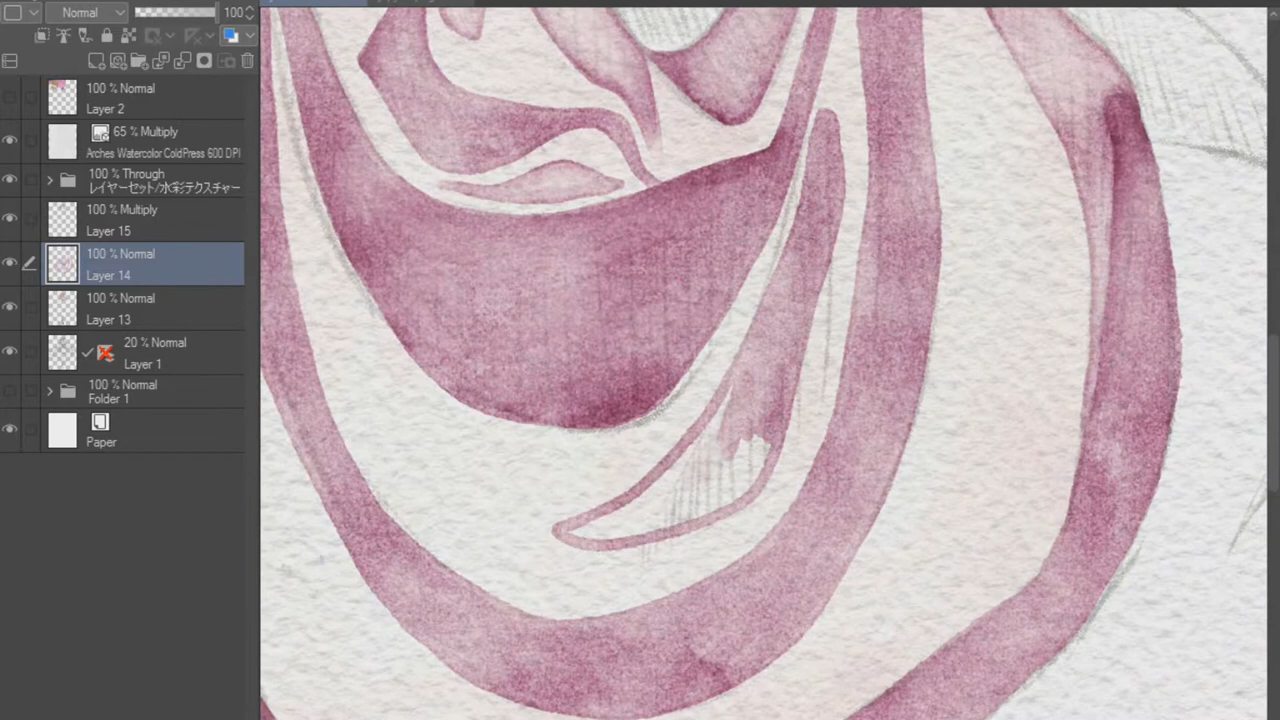 Normal
100
100 % Normal
Layer 2
65 % Multiply
Arches Watercolor ColdPress 600 DPI
100 % Through
レイヤーセット/水彩テクスチャー
100 % Multiply
Layer 15
100 % Normal
Layer 14
100 % Normal
Layer 13
20 % Normal
Layer 1
100 % Normal
Folder 1
Paper